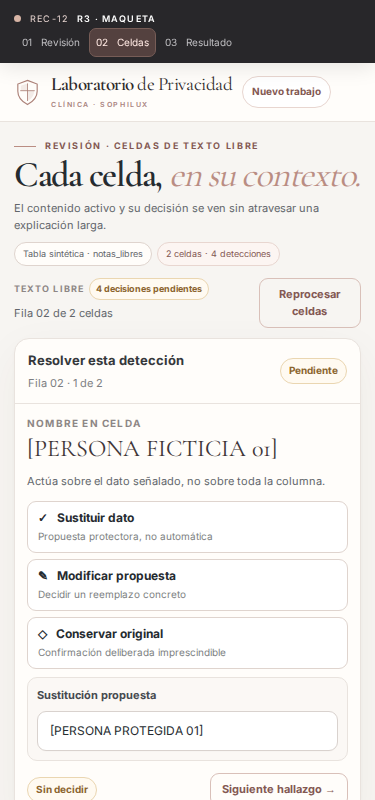 REC-12 R3 · MAQUETA
01 Revisión 02 Celdas 03 Resultado
Laboratorio de Privacidad
CLÍNICA · SOPHILUX
Nuevo trabajo
REVISIÓN · CELDAS DE TEXTO LIBRE
Cada celda, en su contexto.
El contenido activo y su decisión se ven sin atravesar una
explicación larga.
Tabla sintética · notas_libres
2 celdas · 4 detecciones
TEXTO LIBRE 4 decisiones pendientes
Fila 02 de 2 celdas
Reprocesar
celdas
Resolver esta detección
Fila 02 · 1 de 2
Pendiente
NOMBRE EN CELDA
[PERSONA FICTICIA 01]
Actúa sobre el dato señalado, no sobre toda la columna.
✓ Sustituir dato
Propuesta protectora, no automática
✎ Modificar propuesta
Decidir un reemplazo concreto
◇ Conservar original
Confirmación deliberada imprescindible
Sustitución propuesta
[PERSONA PROTEGIDA 01]
Sin decidir
Siguiente hallazgo →